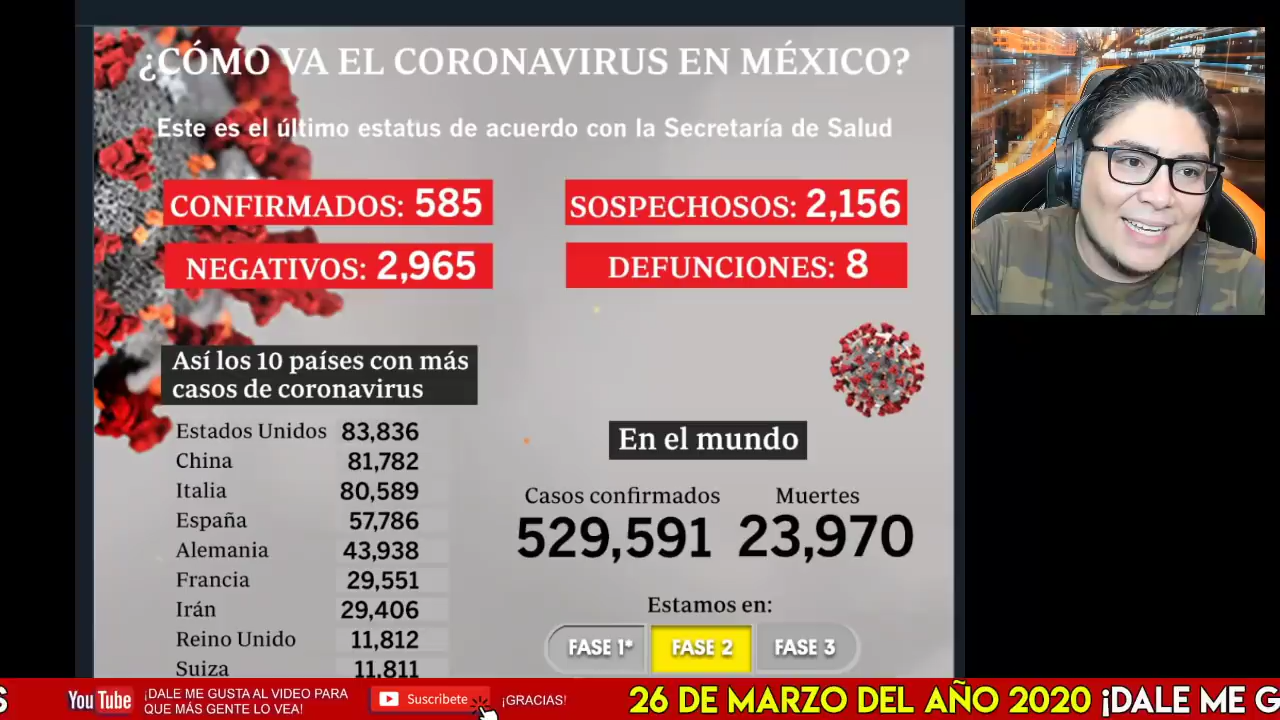 ¿CÓMO VA EL CORONAVIRUS EN MÉXICO?
Este es el último estatus de acuerdo con la Secretaría de Salud
CONFIRMADOS: 585
SOSPECHOSOS: 2,156
NEGATIVOS: 2,965
DEFUNCIONES: 8
Así los 10 países con más
casos de coronavirus
Estados Unidos 83,836
China 81,782
Italia 80,589
España 57,786
Alemania 43,938
Francia 29,551
Irán 29,406
Reino Unido 11,812
Suiza 11,811
En el mundo
Casos confirmados Muertes
529,591 23,970
Estamos en:
FASE 1* FASE 2 FASE 3
S
YouTube
¡DALE ME GUSTA AL VIDEO PARA
QUE MÁS GENTE LO VEA!
Suscribete
¡GRACIAS!
26 DE MARZO DEL AÑO 2020 ¡DALE ME G